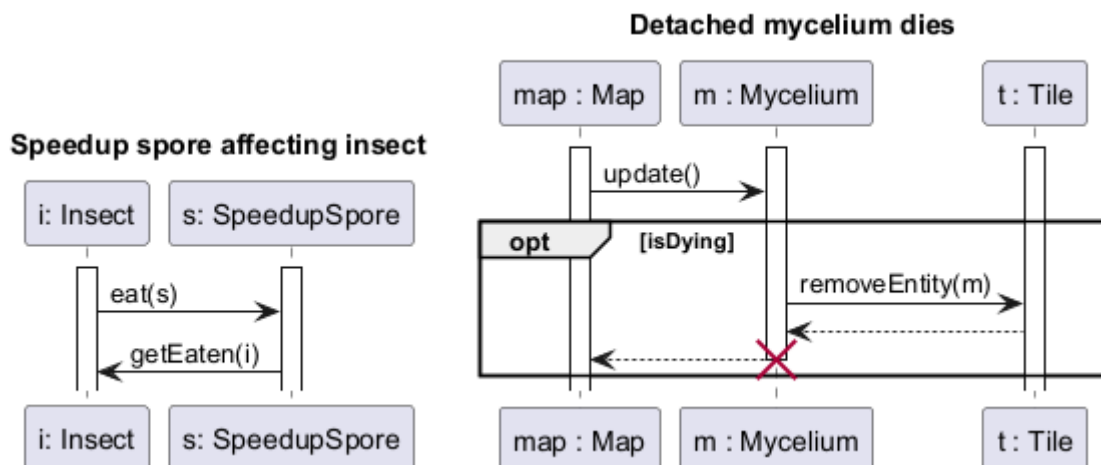 Speedup spore affecting insect
i: Insect
s: SpeedupSpore
eat(s)
getEaten(i)
i: Insect
s: SpeedupSpore
Detached mycelium dies
map : Map
m : Mycelium
t : Tile
update()
opt
[isDying]
removeEntity(m)
map : Map
m : Mycelium
t : Tile